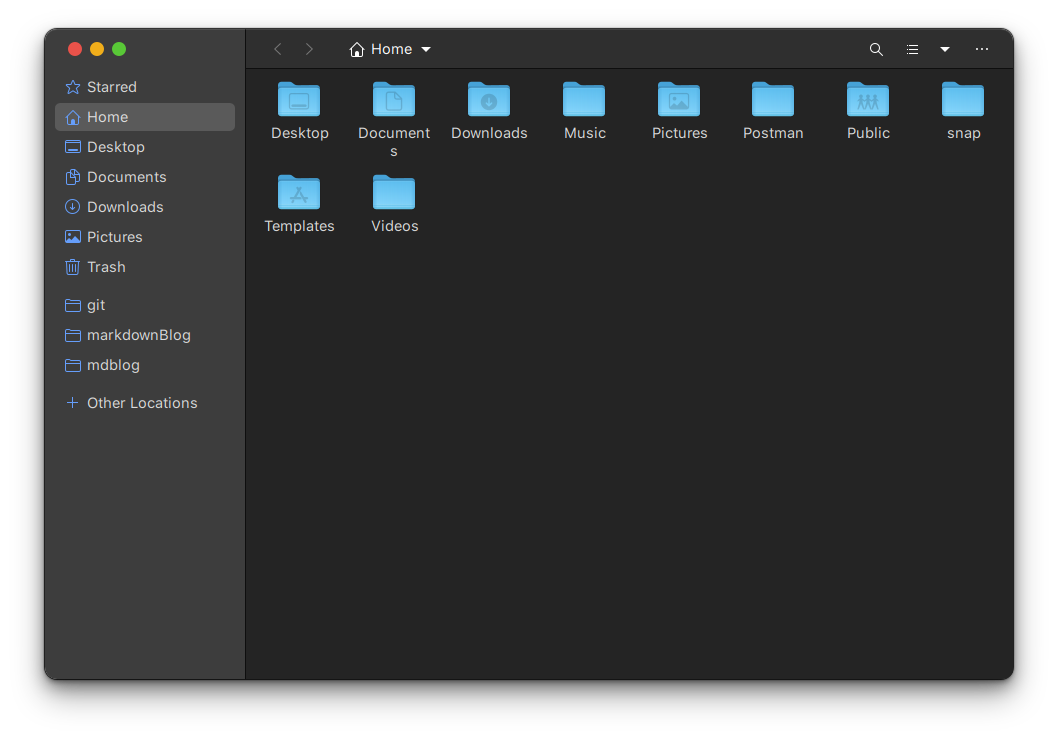 Home
Starred
Home
Desktop
Documents
Downloads
Pictures
Trash
git
markdownBlog
mdblog
Other Locations
Desktop
Document
s
Downloads
Music
Pictures
Postman
Public
snap
Templates
Videos